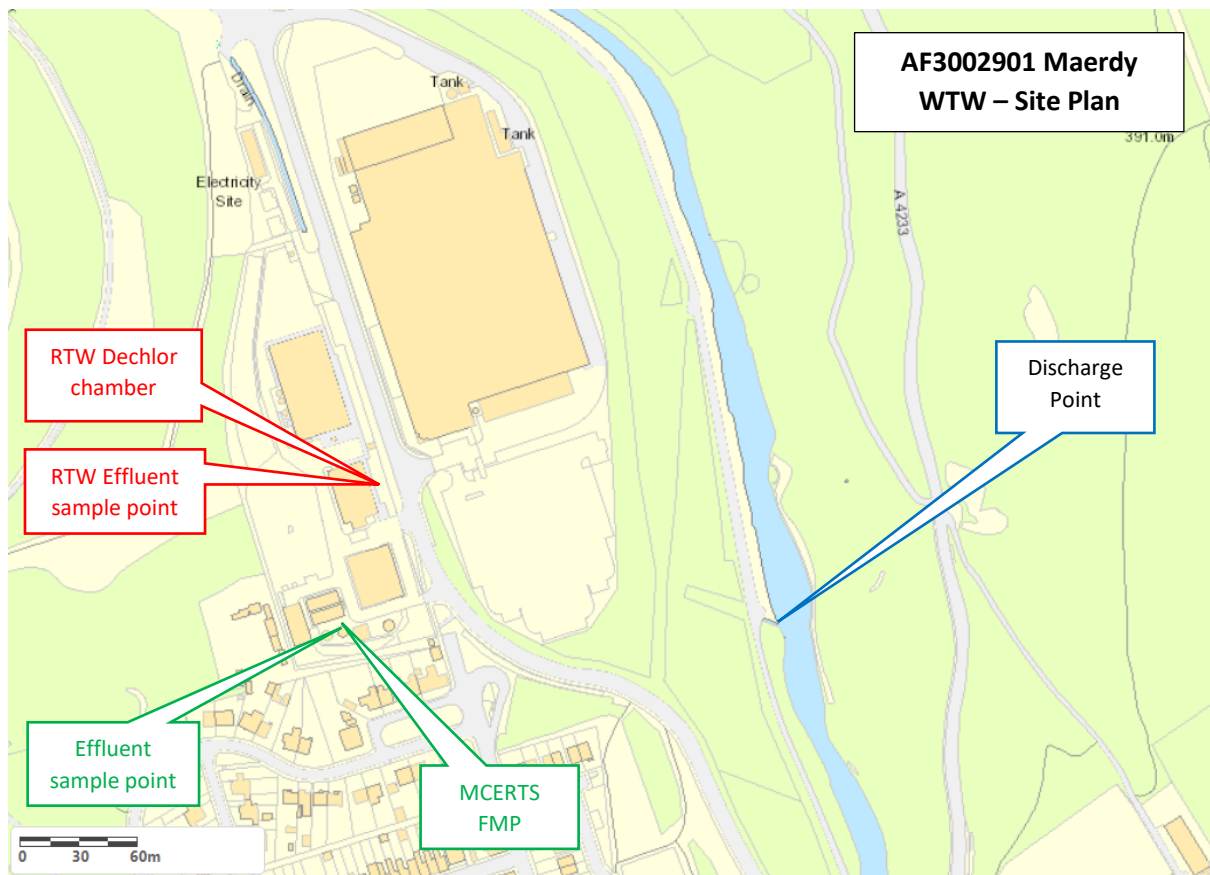 AF3002901 Maerdy
WTW – Site Plan
391.0m
Tank
Tank
Drain
Electricity
Site
A 4233
RTW Dechlor
chamber
RTW Effluent
sample point
Discharge
Point
Effluent
sample point
MCERTS
FMP
0 30 60m